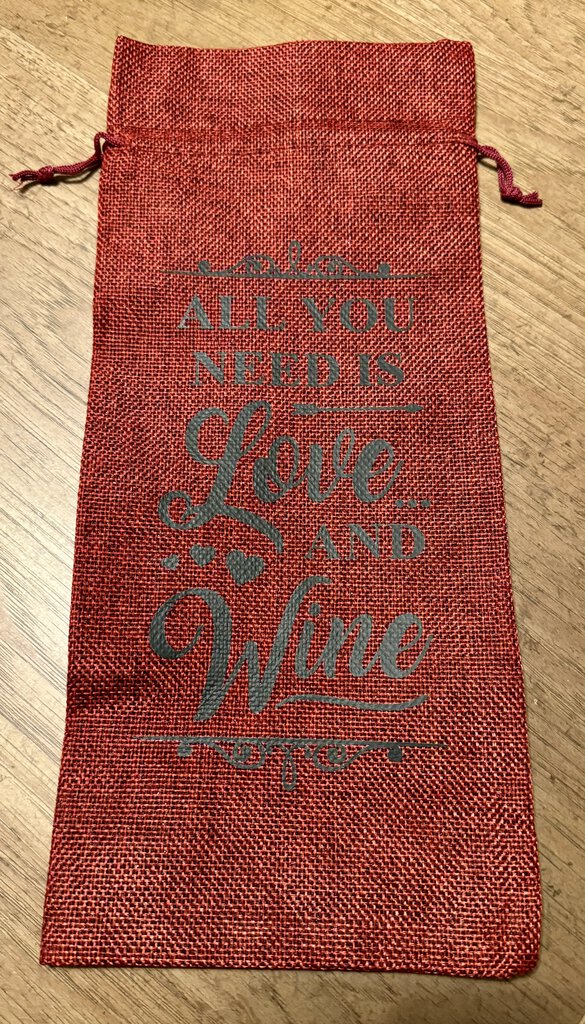 ALL YOU
NEED IS
Love...
AND
Wine